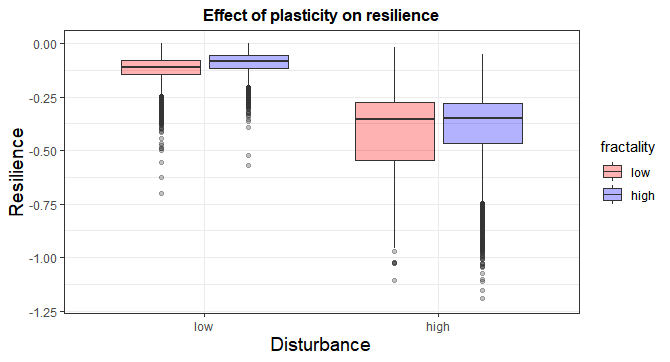 Effect of plasticity on resilience
Resilience
0.00
-0.25
-0.50
-0.75
-1.00
-1.25
low
high
Disturbance
fractality
low
high